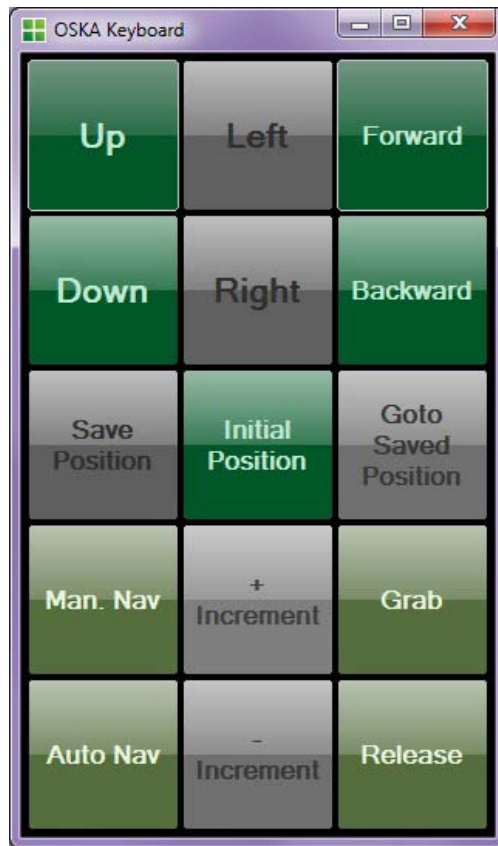 OSKA Keyboard
Up
Left
Forward
Down
Right
Backward
Save
Position
Initial
Position
Goto
Saved
Position
Man. Nav
+
Increment
Grab
Auto Nav
-
Increment
Release